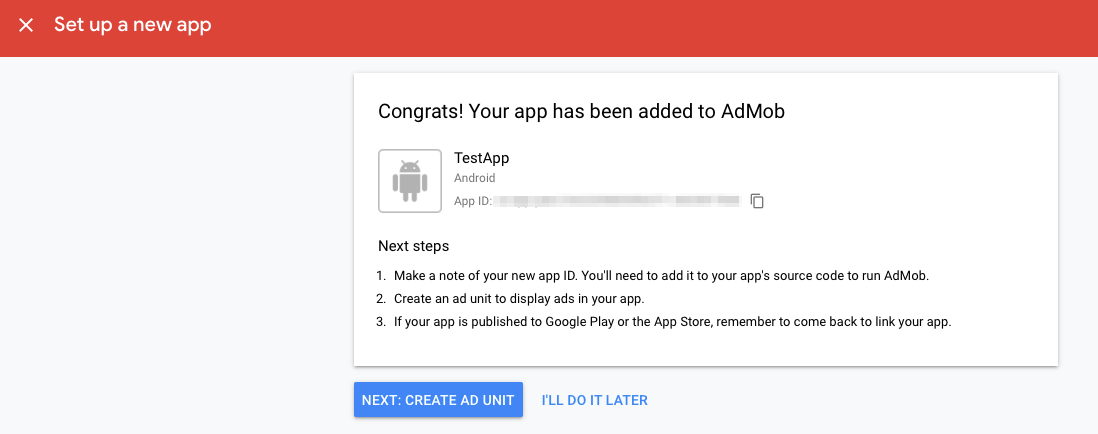 Set up a new app
Congrats! Your app has been added to AdMob
TestApp
Android
App ID:
Next steps
1. Make a note of your new app ID. You'll need to add it to your app's source code to run AdMob.
2. Create an ad unit to display ads in your app.
3. If your app is published to Google Play or the App Store, remember to come back to link your app.
NEXT: CREATE AD UNIT I'LL DO IT LATER